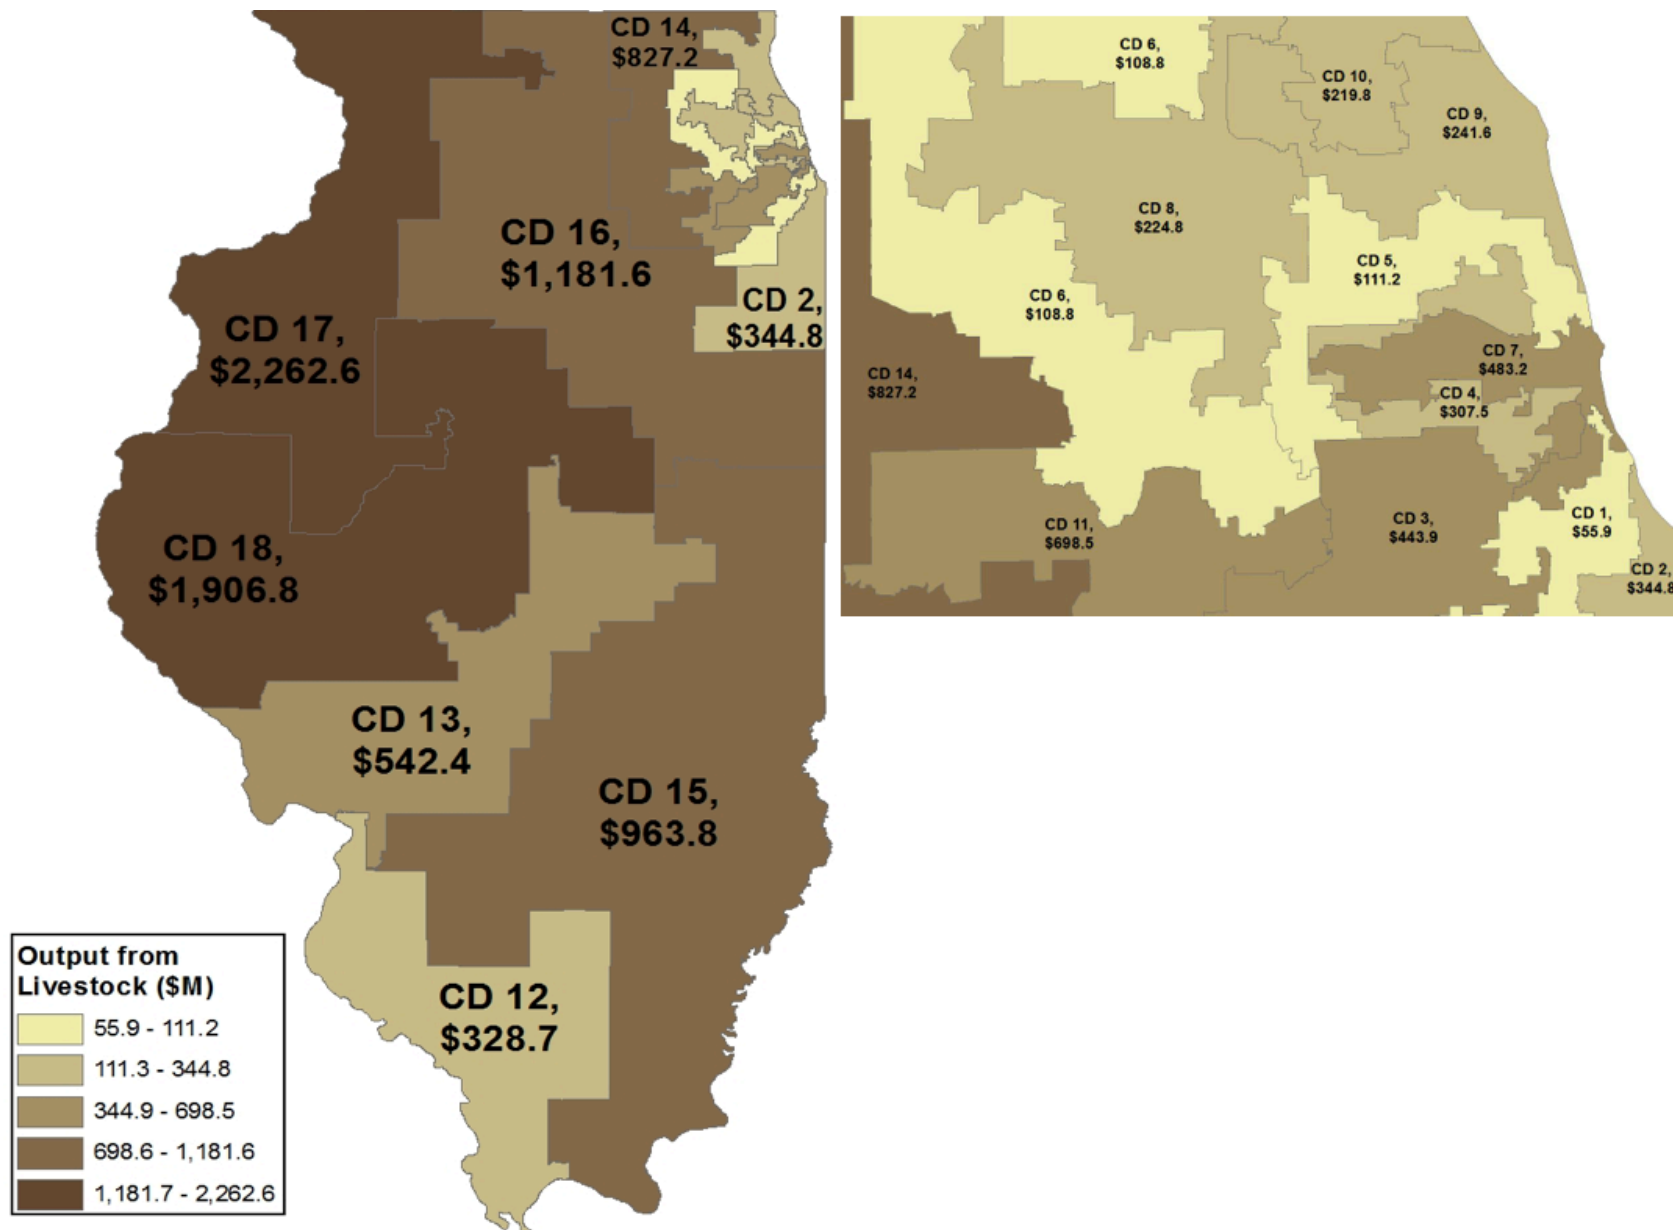 CD 14,
$827.2
CD 16,
$1,181.6
CD 2,
$344.8
CD 17,
$2,262.6
CD 18,
$1,906.8
CD 13,
$542.4
CD 15,
$963.8
CD 12,
$328.7
Output from
Livestock ($M)
55.9 - 111.2
111.3 - 344.8
344.9 - 698.5
698.6 - 1,181.6
1,181.7 - 2,262.6
CD 6,
$108.8
CD 10,
$219.8
CD 9,
$241.6
CD 8,
$224.8
CD 5,
$111.2
CD 6,
$108.8
CD 7,
$483.2
CD 14,
$827.2
CD 4,
$307.5
CD 11,
$698.5
CD 3,
$443.9
CD 1,
$55.9
CD 2,
$344.8